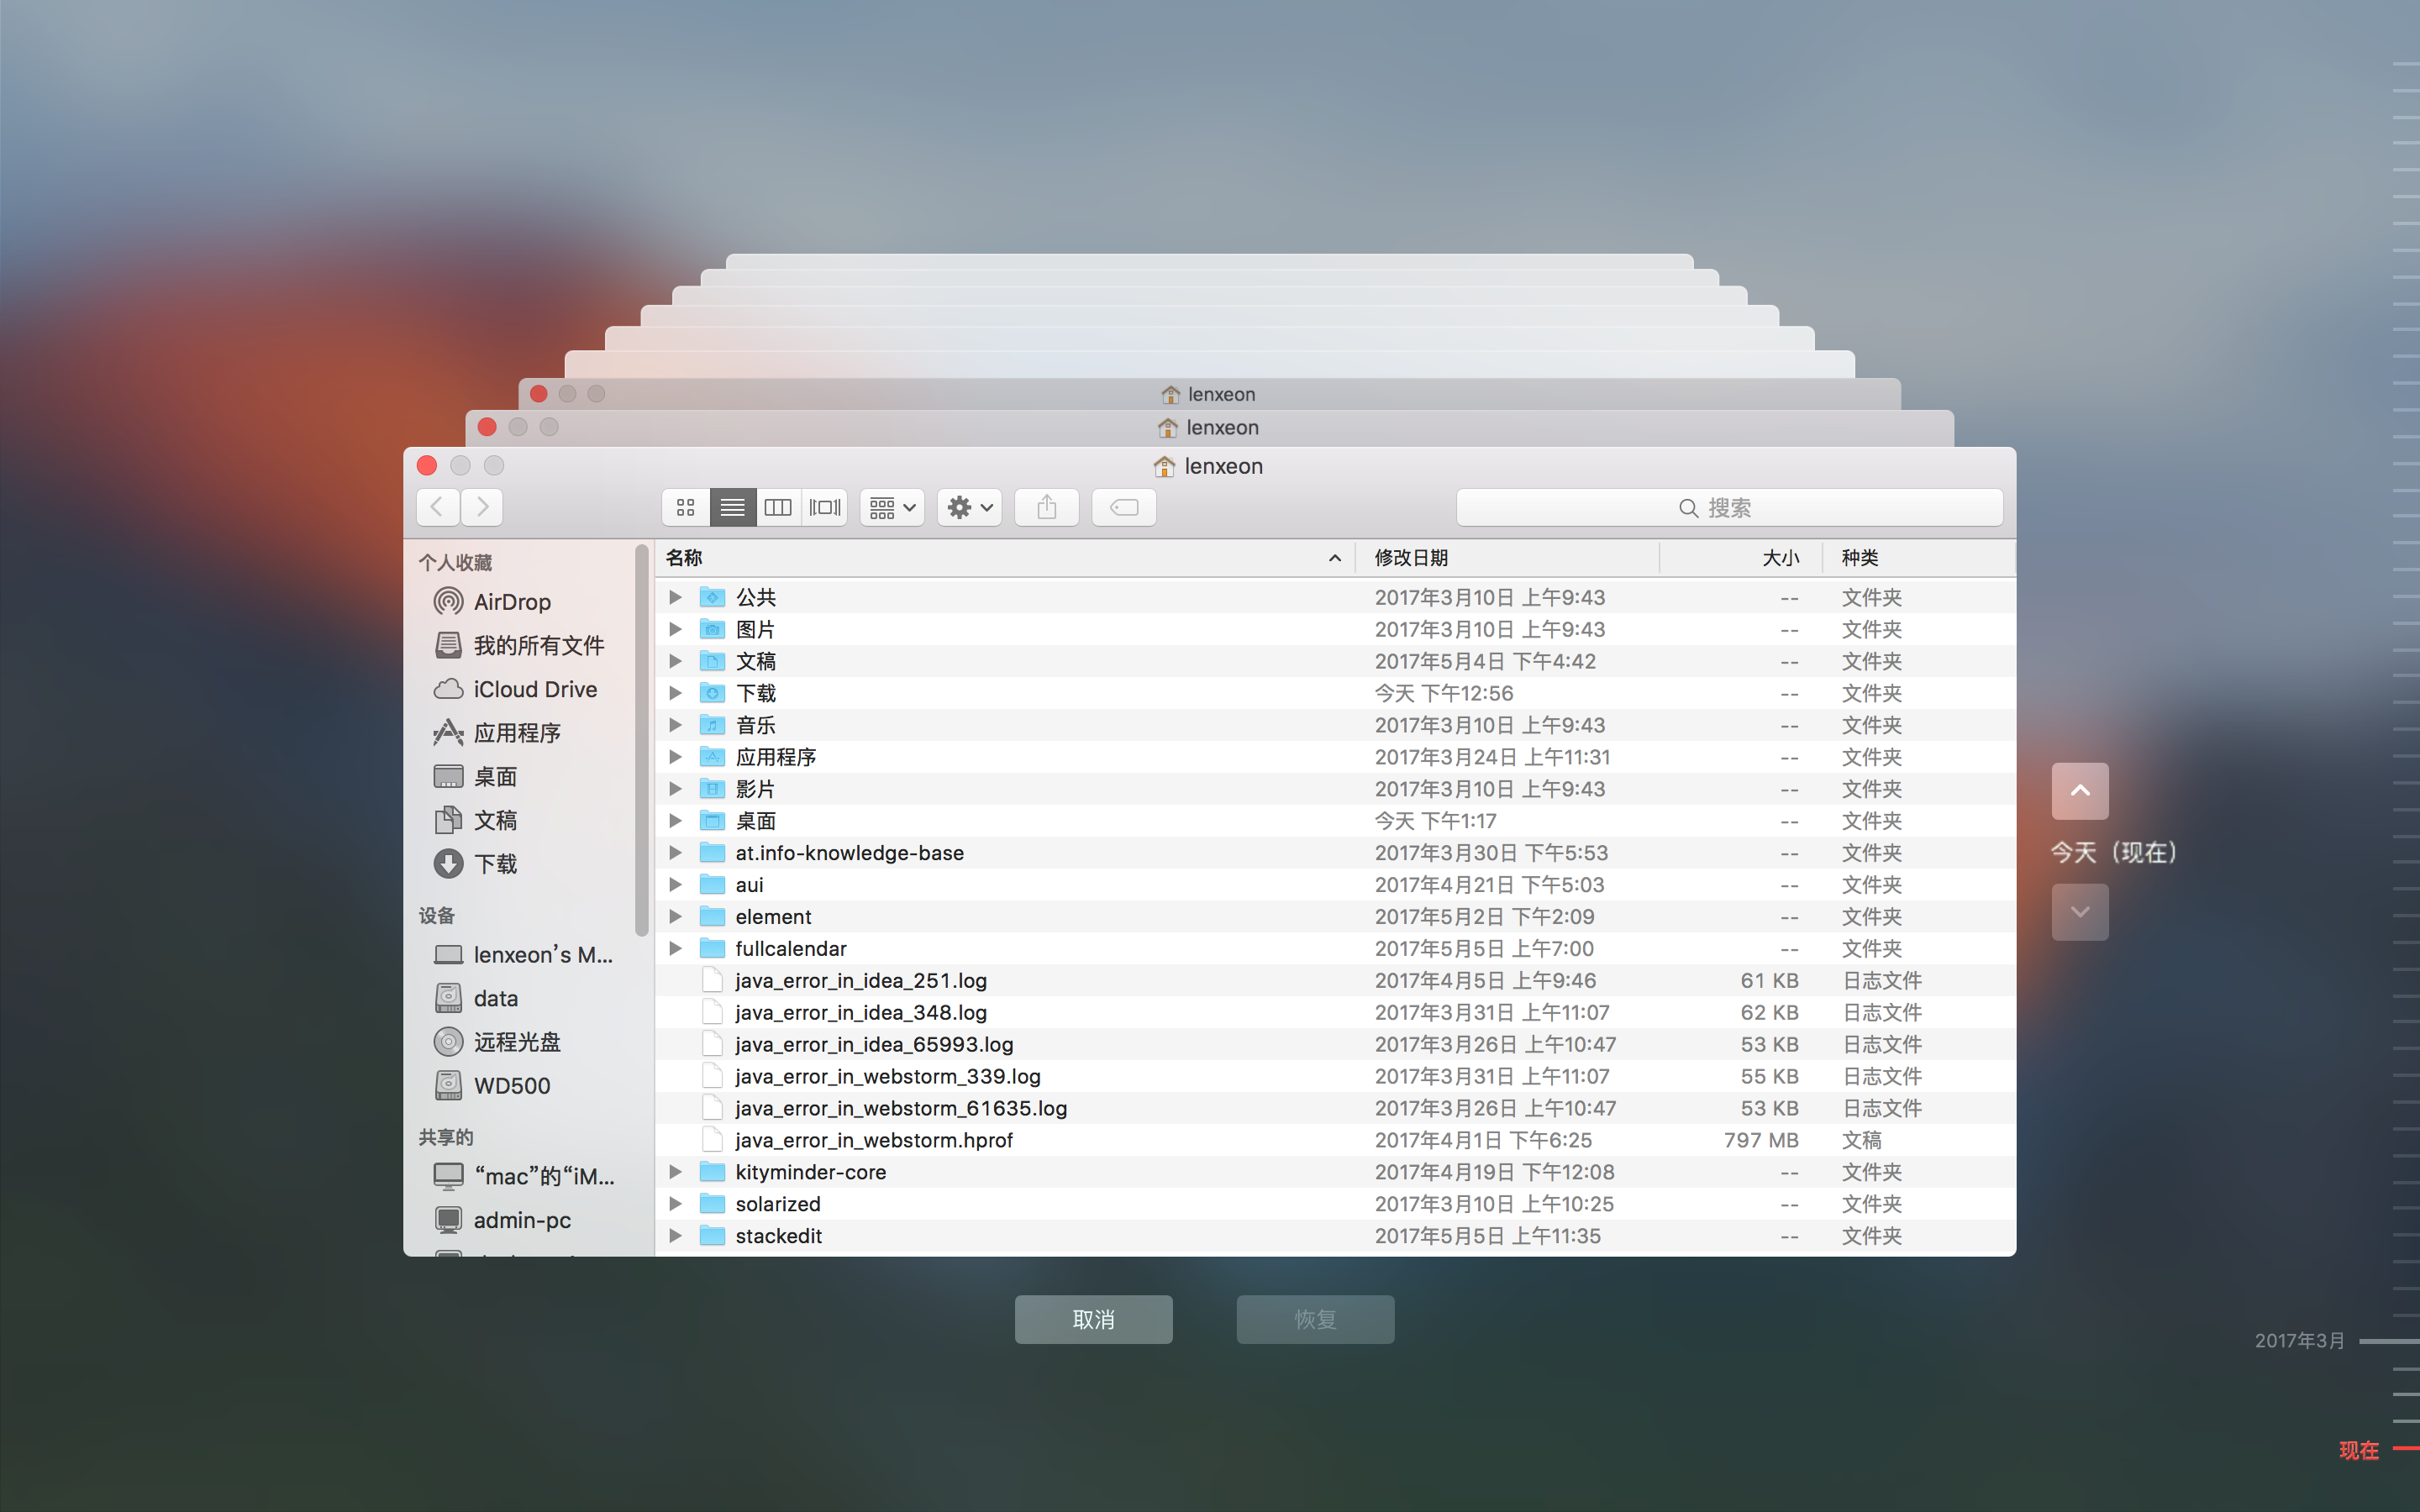 lenxeon
lenxeon
lenxeon
搜索
个人收藏
AirDrop
我的所有文件
iCloud Drive
应用程序
桌面
文稿
下载
设备
lenxeon's M...
data
远程光盘
WD500
共享的
“mac”的“iM...
admin-pc
名称 修改日期 大小 种类
公共 2017年3月10日 上午9:43 -- 文件夹
图片 2017年3月10日 上午9:43 -- 文件夹
文稿 2017年5月4日 下午4:42 -- 文件夹
下载 今天 下午12:56 -- 文件夹
音乐 2017年3月10日 上午9:43 -- 文件夹
应用程序 2017年3月24日 上午11:31 -- 文件夹
影片 2017年3月10日 上午9:43 -- 文件夹
桌面 今天 下午1:17 -- 文件夹
at.info-knowledge-base 2017年3月30日 下午5:53 -- 文件夹
aui 2017年4月21日 下午5:03 -- 文件夹
element 2017年5月2日 下午2:09 -- 文件夹
fullcalendar 2017年5月5日 上午7:00 -- 文件夹
java_error_in_idea_251.log 2017年4月5日 上午9:46 61 KB 日志文件
java_error_in_idea_348.log 2017年3月31日 上午11:07 62 KB 日志文件
java_error_in_idea_65993.log 2017年3月26日 上午10:47 53 KB 日志文件
java_error_in_webstorm_339.log 2017年3月31日 上午11:07 55 KB 日志文件
java_error_in_webstorm_61635.log 2017年3月26日 上午10:47 53 KB 日志文件
java_error_in_webstorm.hprof 2017年4月1日 下午6:25 797 MB 文稿
kityminder-core 2017年4月19日 下午12:08 -- 文件夹
solarized 2017年3月10日 上午10:25 -- 文件夹
stackedit 2017年5月5日 上午11:35 -- 文件夹
今天（现在）
取消
恢复
2017年3月
现在